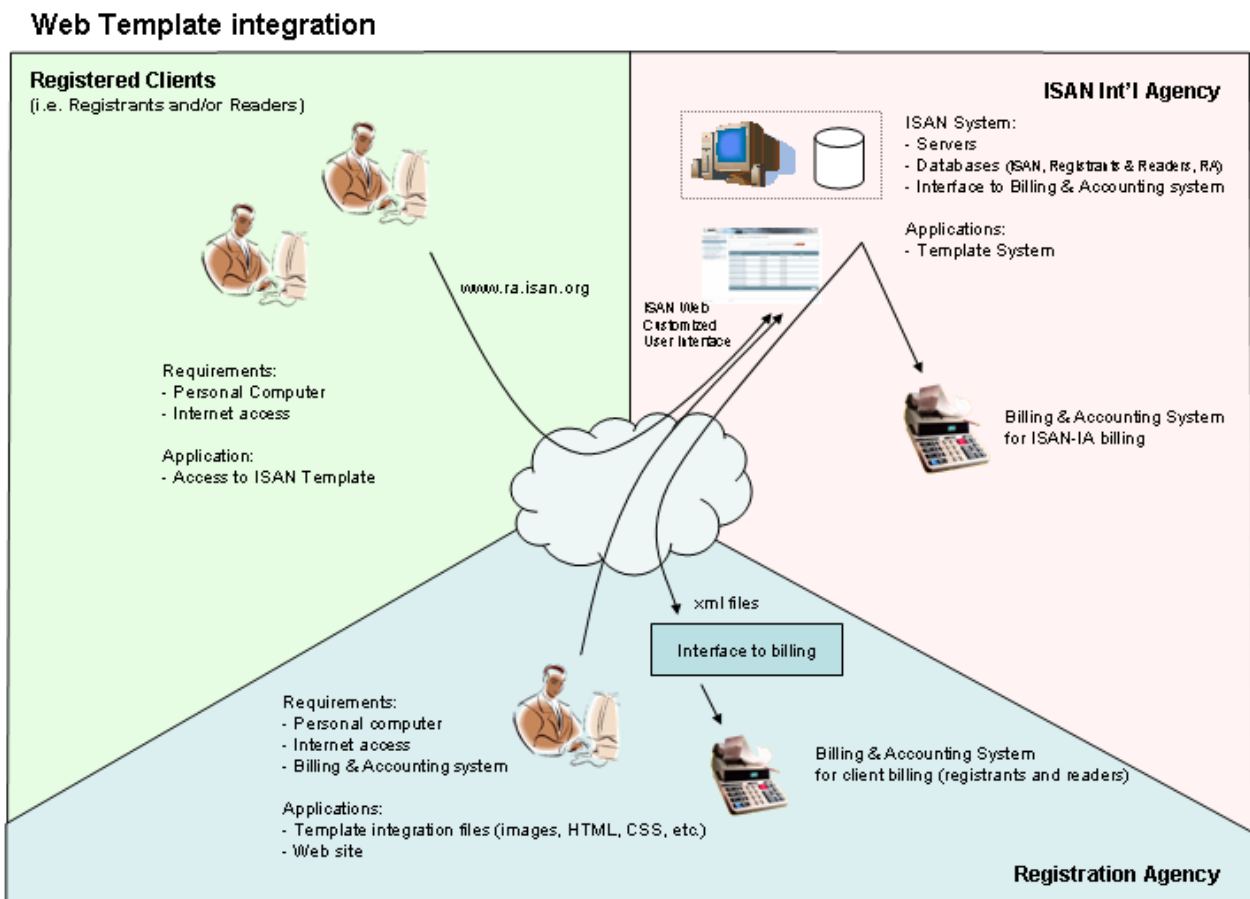 Web Template integration
Registered Clients
(i.e. Registrants and/or Readers)
www.ra.isan.org
Requirements:
- Personal Computer
- Internet access
Application:
- Access to ISAN Template
ISAN Int'l Agency
ISAN System:
- Servers
- Databases (ISAN, Registrants & Readers, RA)
- Interface to Billing & Accounting system
Applications:
- Template System
ISAN Web
Customized
User Interface
Billing & Accounting System
for ISAN-IA billing
xml files
Interface to billing
Requirements:
- Personal computer
- Internet access
- Billing & Accounting system
Applications:
- Template integration files (images, HTML, CSS, etc.)
- Web site
Billing & Accounting System
for client billing (registrants and readers)
Registration Agency